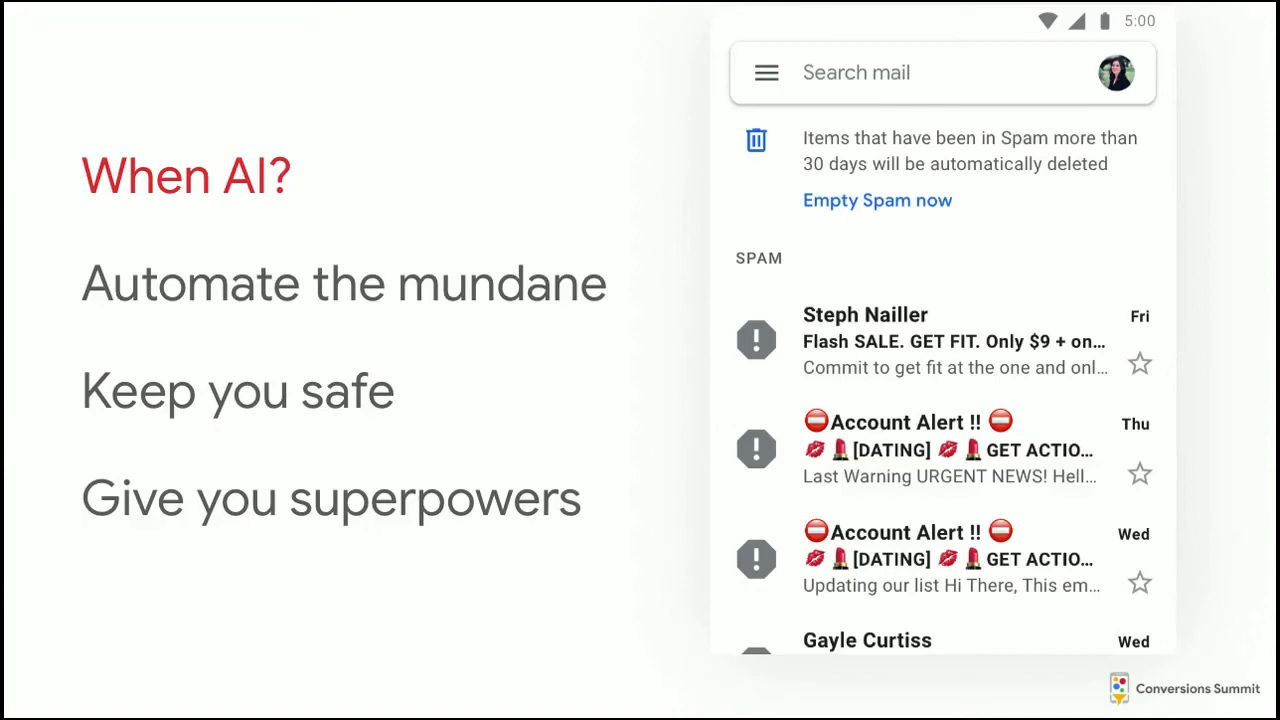 When AI?
Automate the mundane
Keep you safe
Give you superpowers
5:00
Search mail
Items that have been in Spam more than
30 days will be automatically deleted
Empty Spam now
SPAM
Steph Nailler
Fri
Flash SALE. GET FIT. Only $9 + on...
Commit to get fit at the one and onl...
⛔Account Alert !! ⛔
Thu
💋💄[DATING] 💋💄GET ACTIO...
Last Warning URGENT NEWS! Hell...
⛔Account Alert !! ⛔
Wed
💋💄[DATING] 💋💄GET ACTIO...
Updating our list Hi There, This em...
Gayle Curtiss
Wed
Conversions Summit